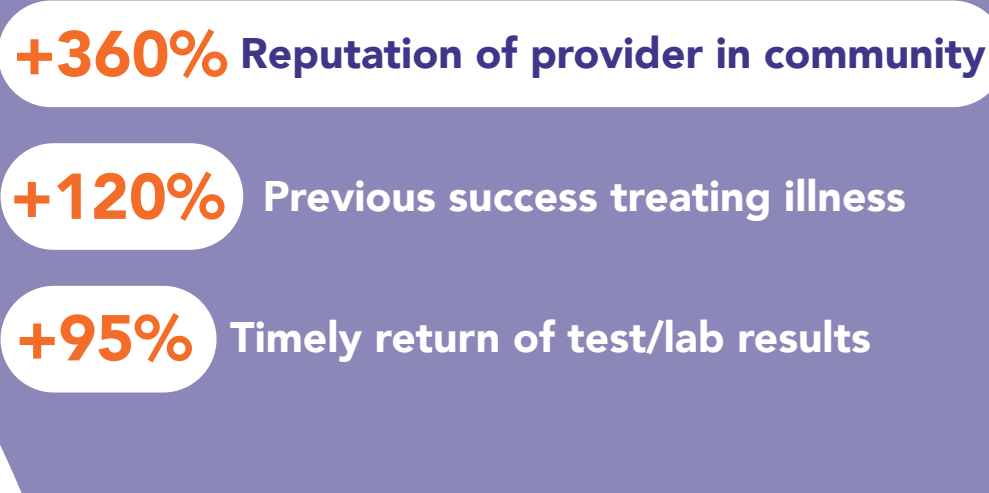 +360% Reputation of provider in community
+120% Previous success treating illness
+95% Timely return of test/lab results